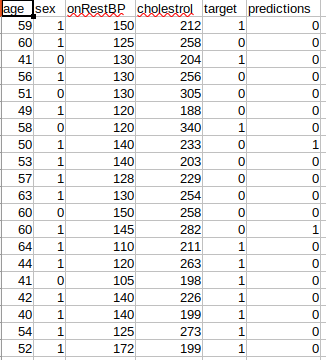 age sex onRestBP cholestrol target predictions
59 1 150 212 1 0
60 1 125 258 0 0
41 0 130 204 1 0
56 1 130 256 0 0
51 0 130 305 0 0
49 1 120 188 0 0
58 0 120 340 1 0
50 1 140 233 0 1
53 1 140 203 0 0
57 1 128 229 0 0
63 1 130 254 0 0
60 0 150 258 0 0
60 1 145 282 0 1
64 1 110 211 1 0
44 1 120 263 1 0
41 0 105 198 1 0
42 1 140 226 1 0
40 1 140 199 1 0
54 1 125 273 1 0
52 1 172 199 1 0